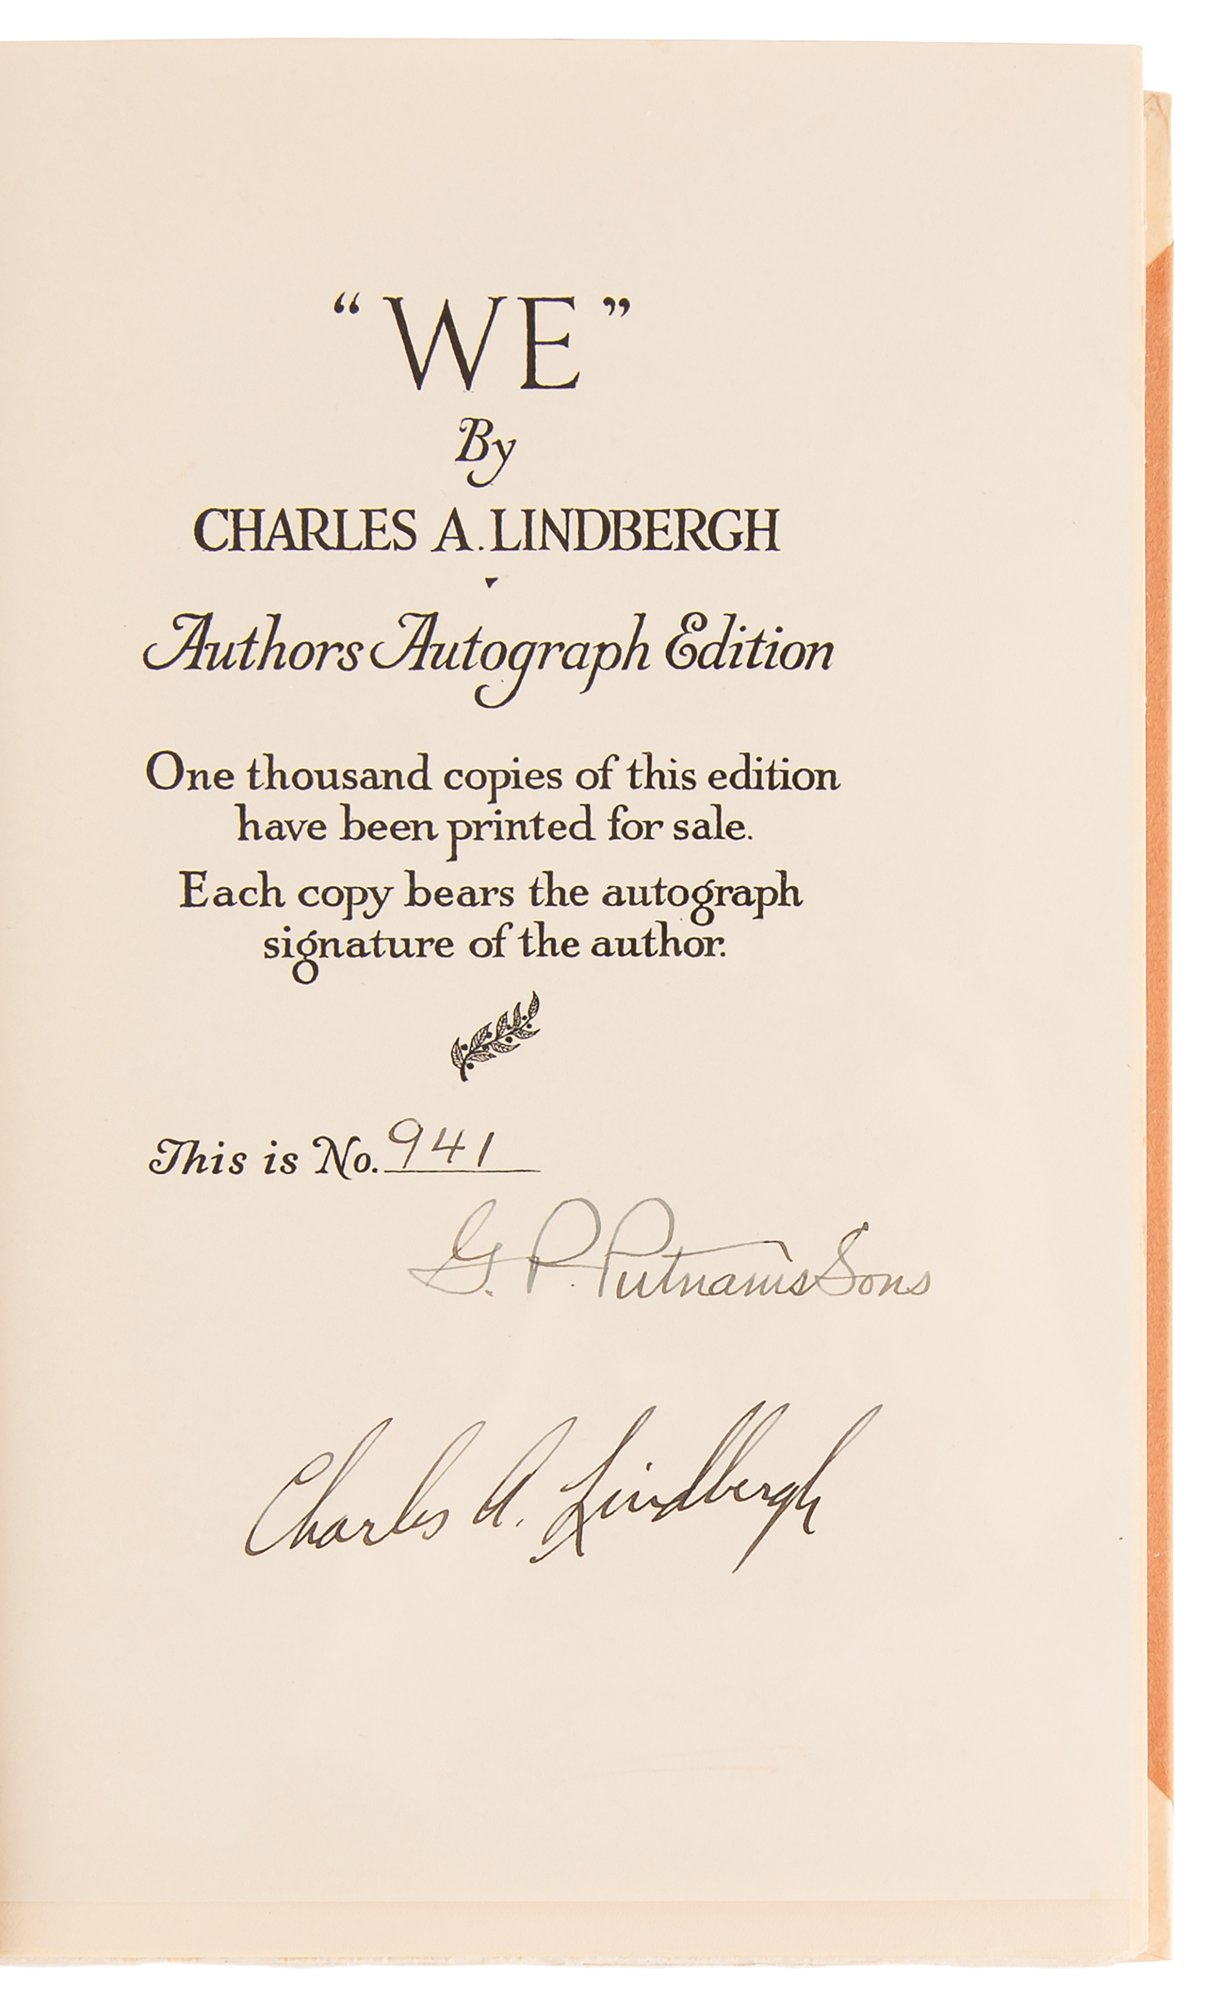 “WE”
By
CHARLES A. LINDBERGH
Authors Autograph Edition
One thousand copies of this edition
have been printed for sale.
Each copy bears the autograph
signature of the author.
This is No. 941
G. P. Putnams Sons
Charles A. Lindbergh